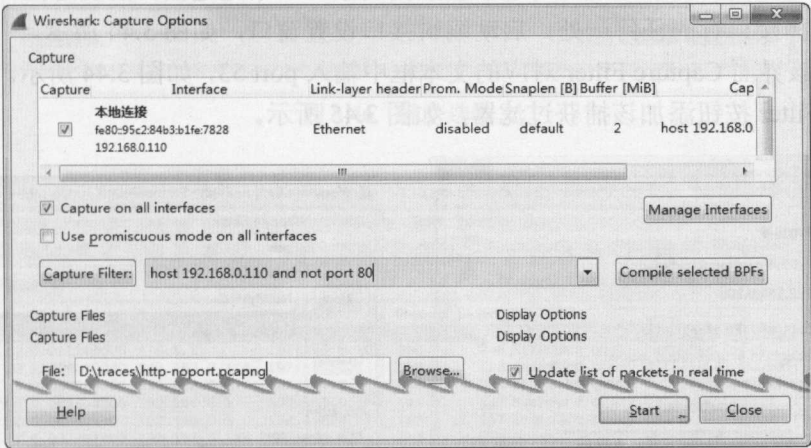 Wireshark: Capture Options
Capture
Capture Interface Link-layer header Prom. Mode Snaplen [B] Buffer [MiB] Cap
本地连接
fe80::95c2:84b3:b1fe:7828 Ethernet disabled default 2 host 192.168.0
192.168.0.110
Capture on all interfaces
Manage Interfaces
Use promiscuous mode on all interfaces
Capture Filter: host 192.168.0.110 and not port 80 Compile selected BPFs
Capture Files Display Options
Capture Files Display Options
File: D:\traces\http-noport.pcapng Browse... Update list of packets in real time
Help Start Close